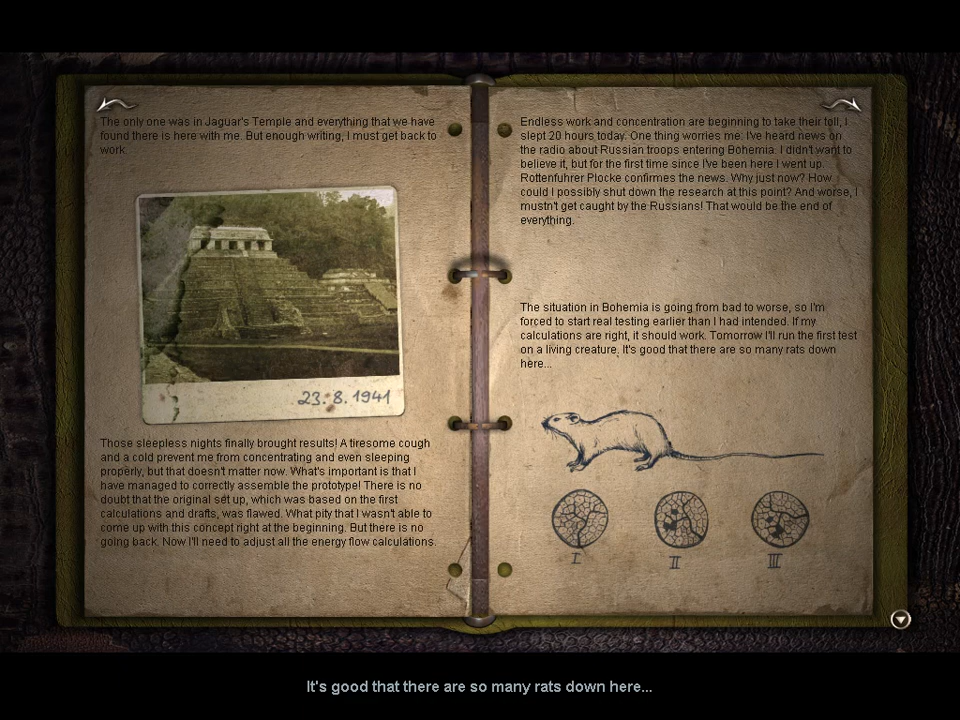 The only one was in Jaguar's Temple and everything that we have
found there is here with me. But enough writing, I must get back to
work.
23. 8. 1941
Those sleepless nights finally brought results! A tiresome cough
and a cold prevent me from concentrating and even sleeping
properly, but that doesn't matter now. What's important is that I
have managed to correctly assemble the prototype! There is no
doubt that the original set up, which was based on the first
calculations and drafts, was flawed. What pity that I wasn't able to
come up with this concept right at the beginning. But there is no
going back. Now I'll need to adjust all the energy flow calculations.
Endless work and concentration are beginning to take their toll, I
slept 20 hours today. One thing worries me. I've heard news on
the radio about Russian troops entering Bohemia. I didn't want to
believe it, but for the first time since I've been here I went up.
Rottenfuhrer Plocke confirmes the news. Why just now? How
could I possibly shut down the research at this point? And worse, I
mustn't get caught by the Russians! That would be the end of
everything.
The situation in Bohemia is going from bad to worse, so I'm
forced to start real testing earlier than I had intended. If my
calculations are right, it should work. Tomorrow I'll run the first test
on a living creature. It's good that there are so many rats down
here...
I II III
It's good that there are so many rats down here...